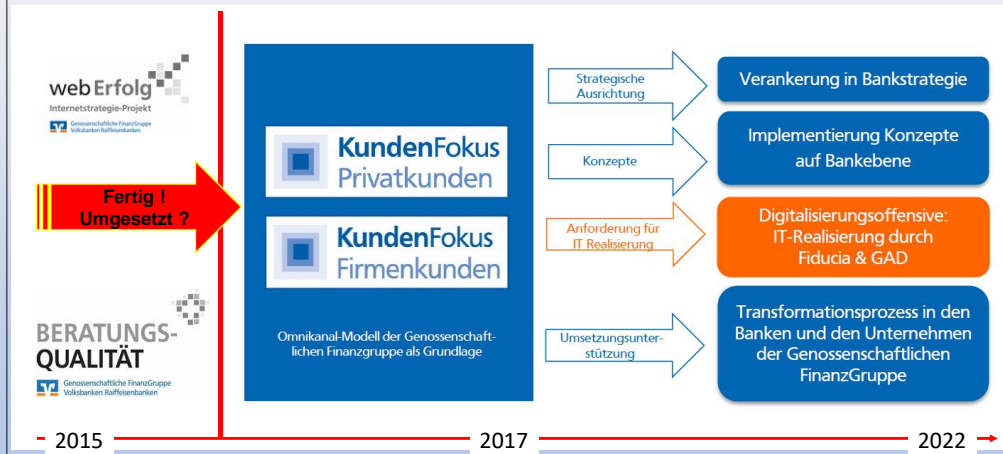 web Erfolg
Internetstrategie-Projekt
Genossenschaftliche FinanzGruppe
Volksbanken Raiffeisenbanken
Fertig !
Umgesetzt ?
BERATUNGS-
QUALITÄT
Genossenschaftliche FinanzGruppe
Volksbanken Raiffeisenbanken
KundenFokus
Privatkunden
KundenFokus
Firmenkunden
Omnikanal-Modell der Genossenschaft-
lichen Finanzgruppe als Grundlage
Strategische
Ausrichtung
Verankerung in Bankstrategie
Konzepte
Implementierung Konzepte
auf Bankebene
Anforderung für
IT Realisierung
Digitalisierungsoffensive:
IT-Realisierung durch
Fiducia & GAD
Umsetzungsunter-
stützung
Transformationsprozess in den
Banken und den Unternehmen
der Genossenschaftlichen
FinanzGruppe
2015
2017
2022